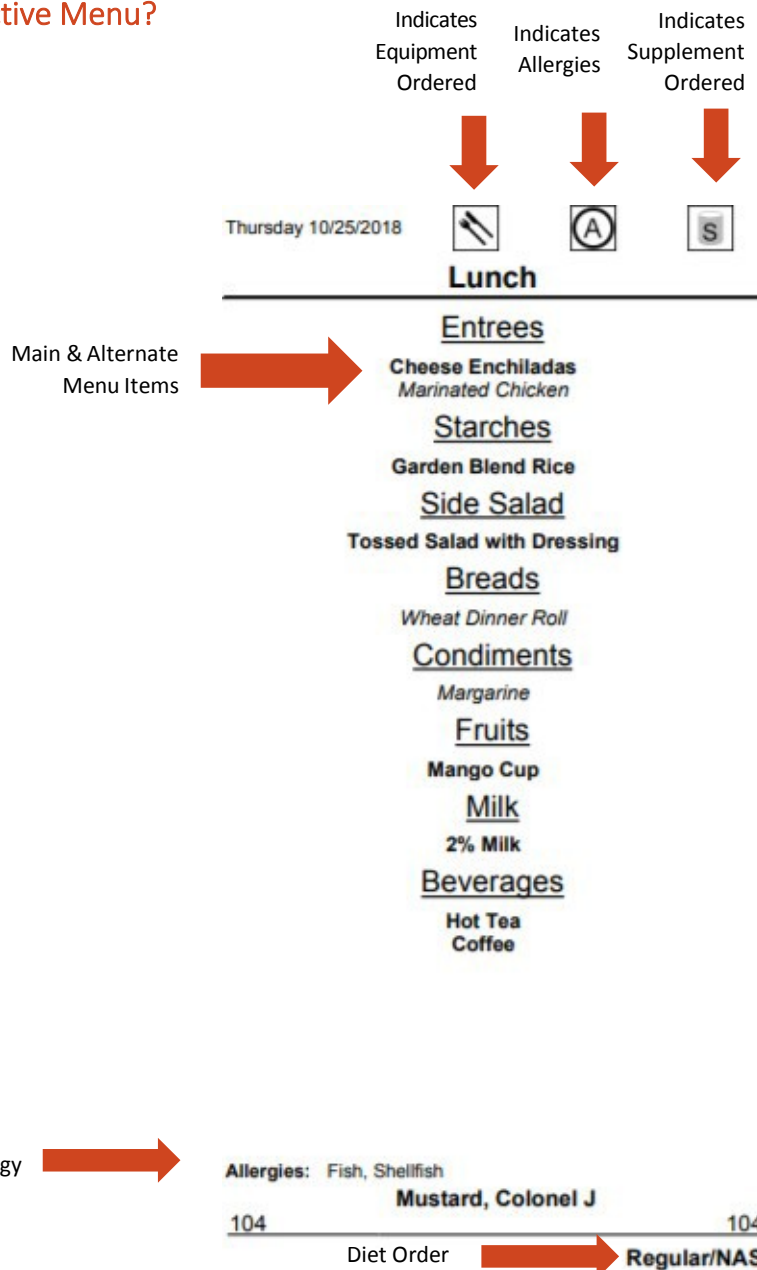 tive Menu?
Indicates
Equipment
Ordered
Indicates
Allergies
Indicates
Supplement
Ordered
Thursday 10/25/2018
A
S
Lunch
Entrees
Main & Alternate
Menu Items
Cheese Enchiladas
Marinated Chicken
Starches
Garden Blend Rice
Side Salad
Tossed Salad with Dressing
Breads
Wheat Dinner Roll
Condiments
Margarine
Fruits
Mango Cup
Milk
2% Milk
Beverages
Hot Tea
Coffee
gy
Allergies: Fish, Shellfish
Mustard, Colonel J
104 104
Diet Order Regular/NAS